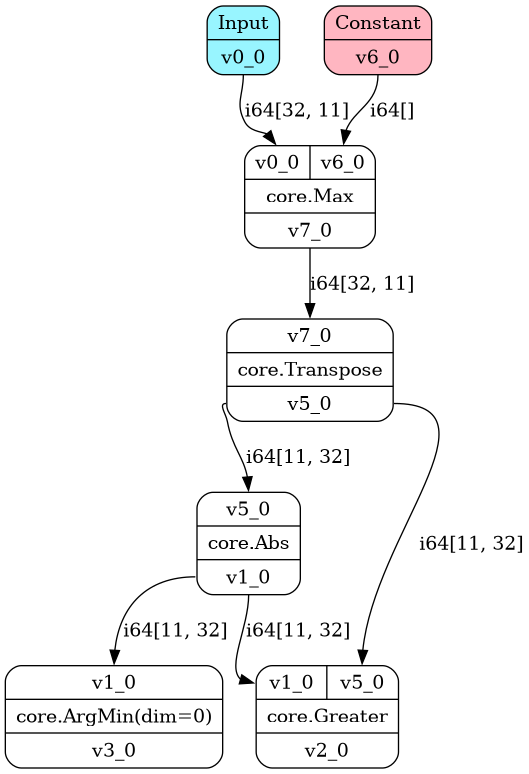 Input
v0_0
Constant
v6_0
i64[32, 11]
i64[]
v0_0 v6_0
core.Max
v7_0
i64[32, 11]
v7_0
core.Transpose
v5_0
i64[11, 32]
i64[11, 32]
v5_0
core.Abs
v1_0
i64[11, 32]
i64[11, 32]
v1_0
core.ArgMin(dim=0)
v3_0
v1_0 v5_0
core.Greater
v2_0